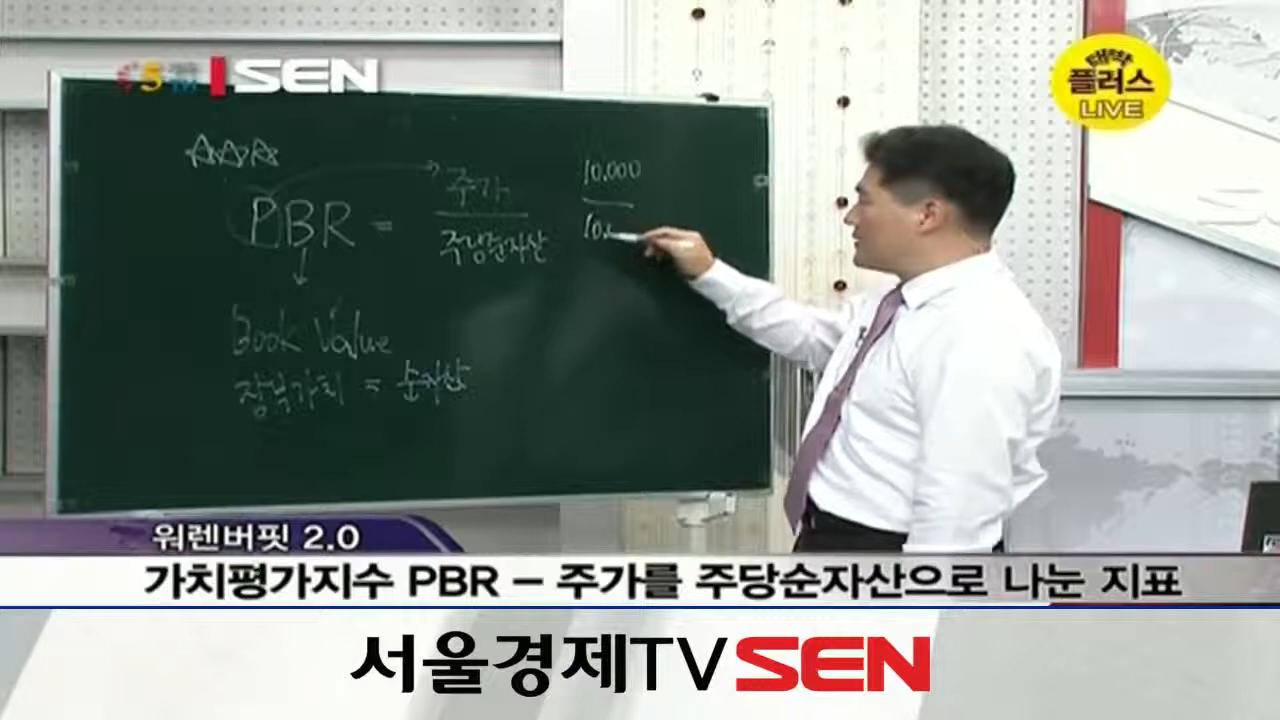 SEN
대박
플러스
LIVE
PBR = 주가
주당순자산
10.000
Book Value
장부가치 = 순자산
워렌버핏 2.0
가치평가지수 PBR - 주가를 주당순자산으로 나눈 지표
서울경제TV SEN